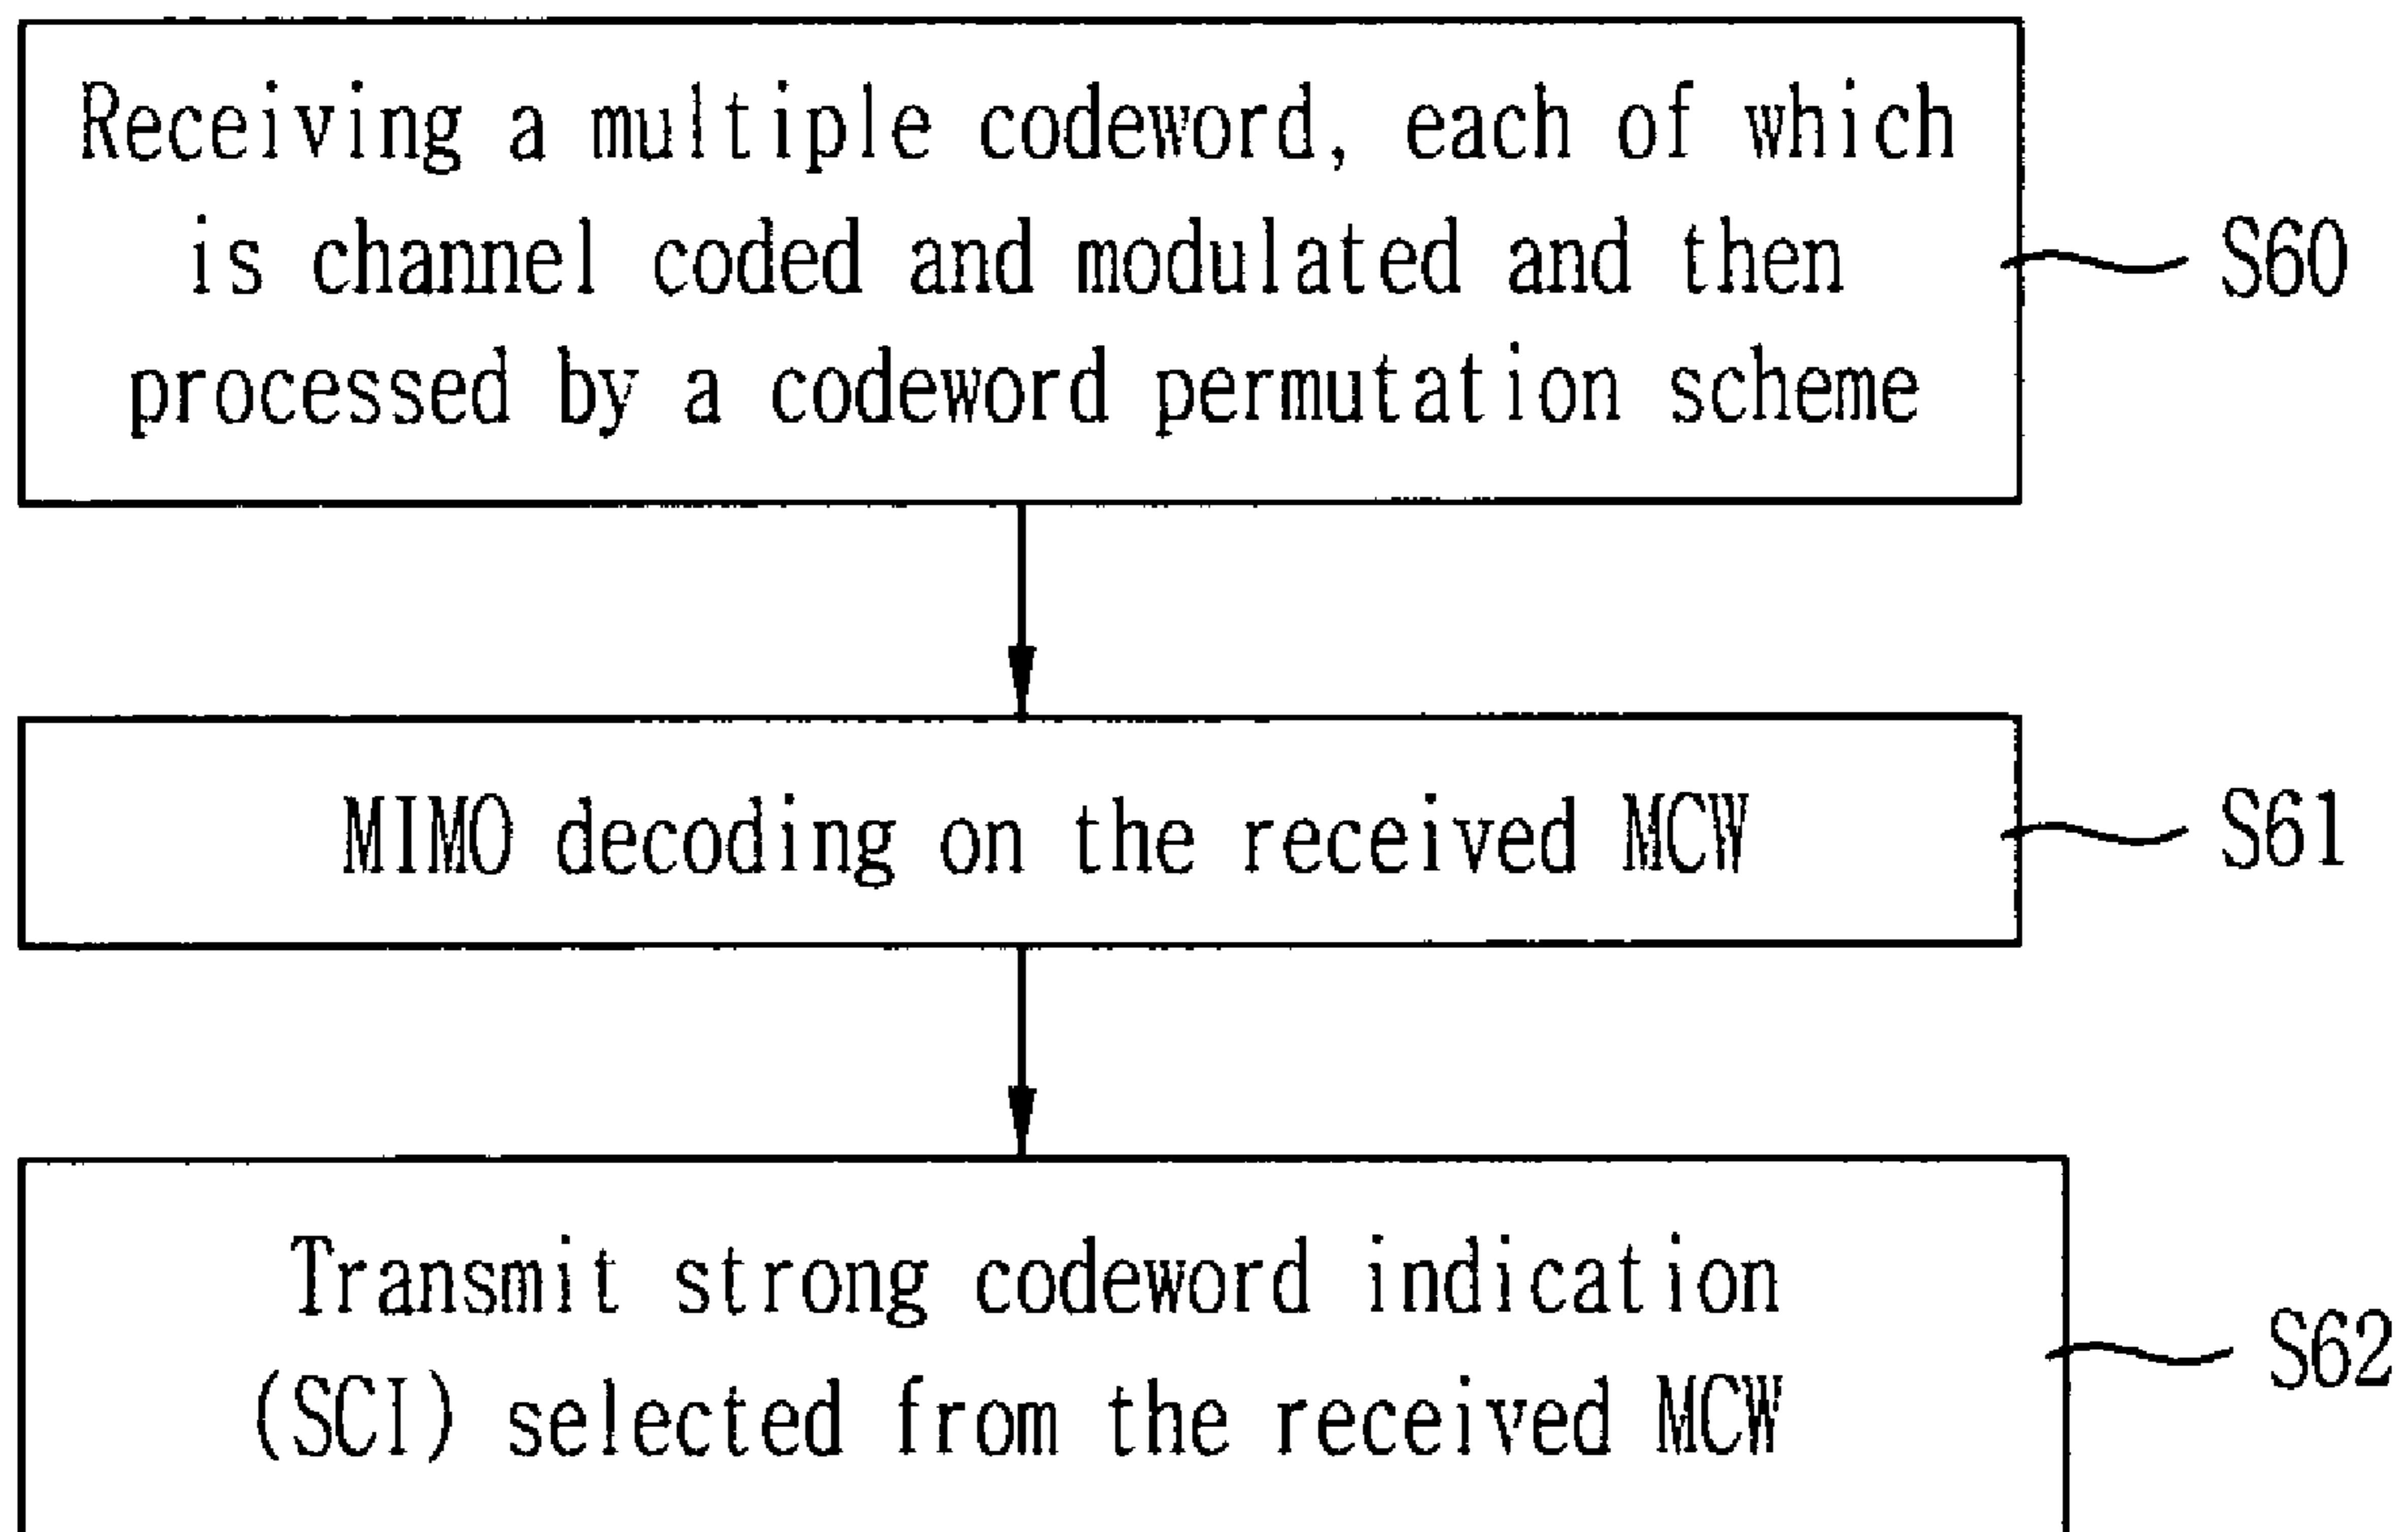 Receiving a multiple codeword, each of which
is channel coded and modulated and then
processed by a codeword permutation scheme
S60
MIMO decoding on the received MCW
S61
Transmit strong codeword indication
(SCI) selected from the received MCW
S62